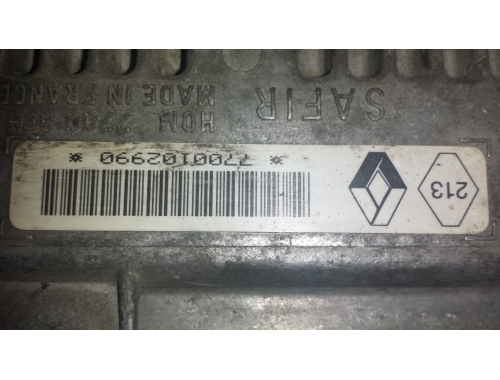 213
* 7700102990 *
SAFIR
HOM
MADE IN FRANCE